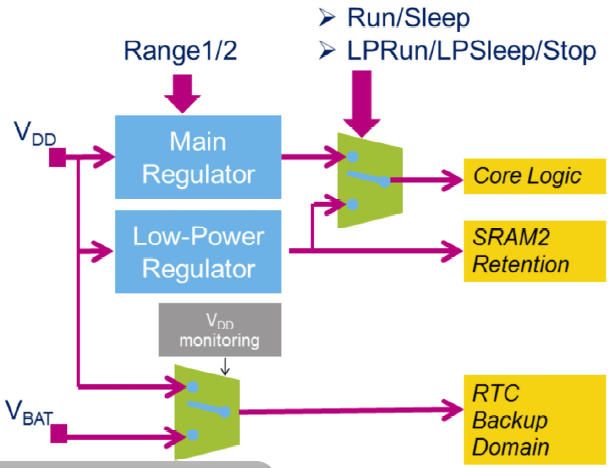 ➢ Run/Sleep
➢ LPRun/LPSleep/Stop
Range1/2
VDD
Main
Regulator
Core Logic
Low-Power
Regulator
SRAM2
Retention
VDD
monitoring
VBAT
RTC
Backup
Domain